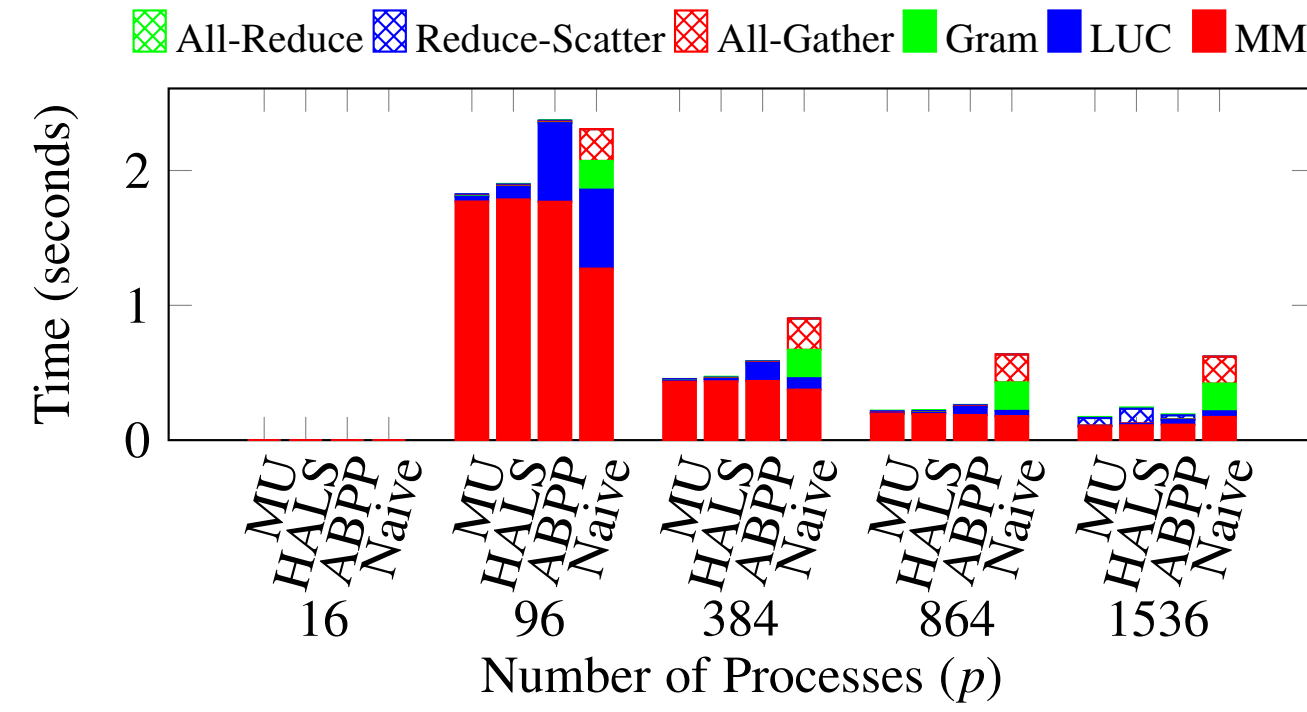 All-Reduce Reduce-Scatter All-Gather Gram LUC MM
Time (seconds)
2
1
0
MU HALS ABPP Naive MU HALS ABPP Naive MU HALS ABPP Naive MU HALS ABPP Naive MU HALS ABPP Naive
16 96 384 864 1536
Number of Processes (p)